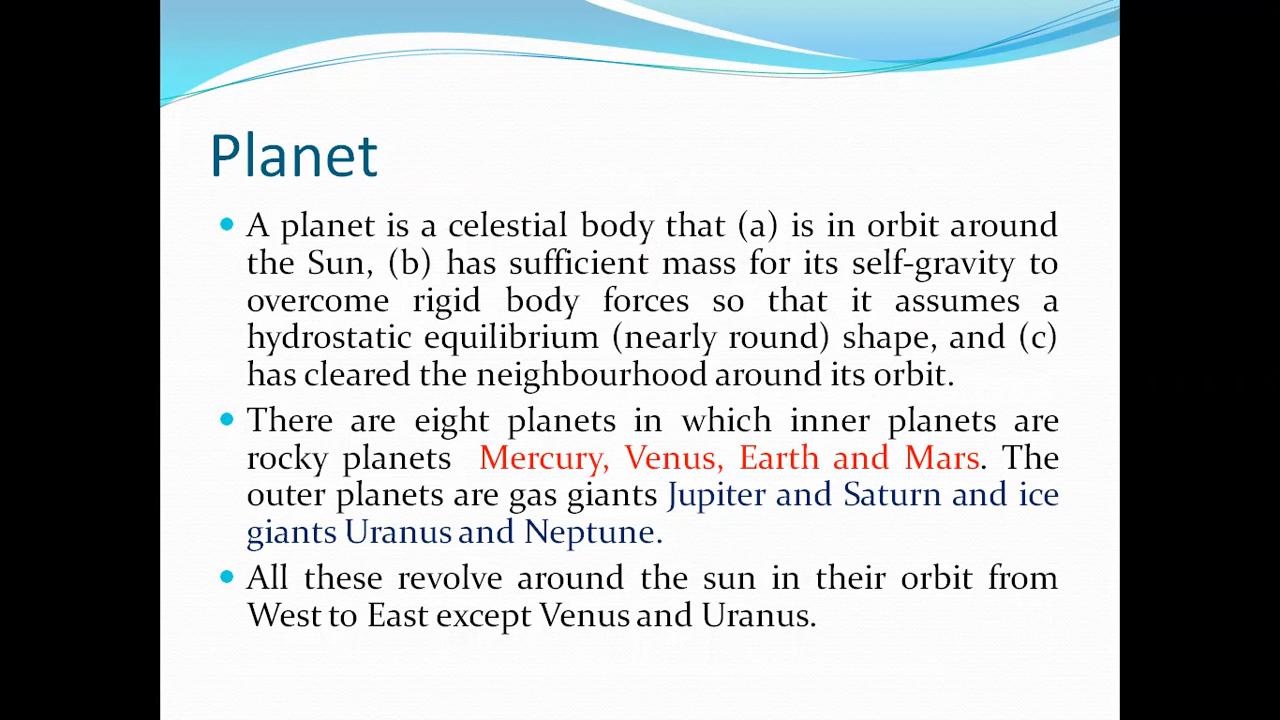 Planet
A planet is a celestial body that (a) is in orbit around
the Sun, (b) has sufficient mass for its self-gravity to
overcome rigid body forces so that it assumes a
hydrostatic equilibrium (nearly round) shape, and (c)
has cleared the neighbourhood around its orbit.
There are eight planets in which inner planets are
rocky planets Mercury, Venus, Earth and Mars. The
outer planets are gas giants Jupiter and Saturn and ice
giants Uranus and Neptune.
All these revolve around the sun in their orbit from
West to East except Venus and Uranus.